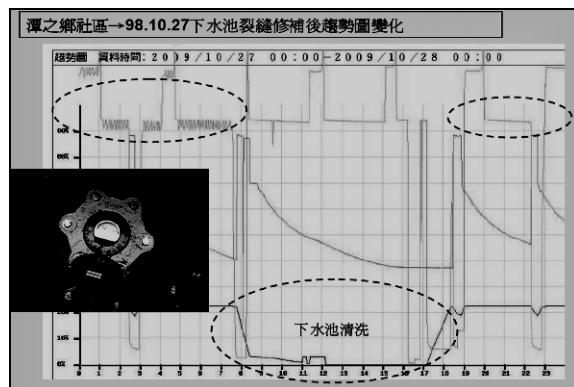 潭之鄉社區→98.10.27下水池裂縫修補後趨勢圖變化
趨勢圖 資料時間:2009/10/27 00:00-2009/10/28 00:00
下水池清洗
0%
0 1 2 3 4 5 6 7 8 9 10 11 12 13 14 15 16 17 18 19 20 21 22 23